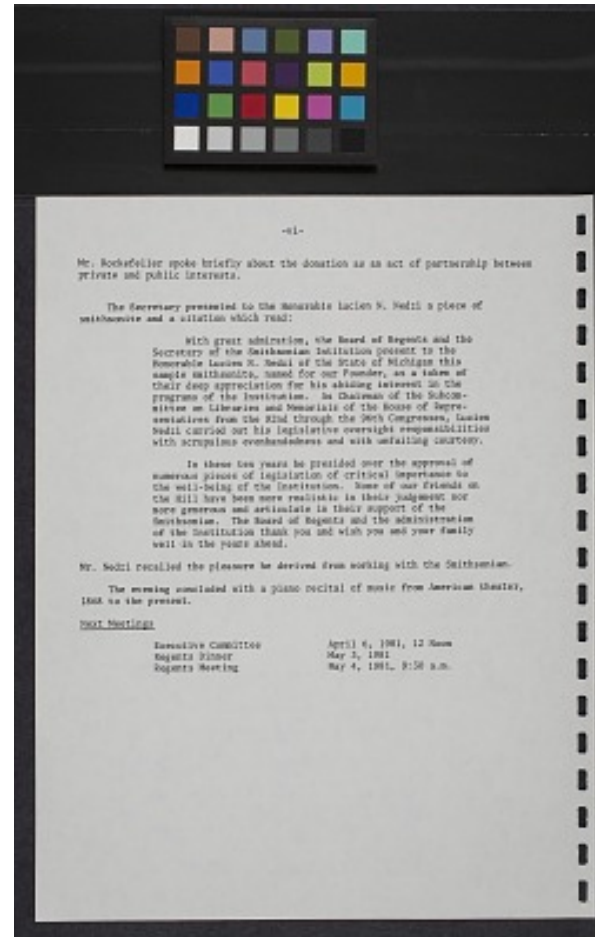 -vi-
Mr. Rockefeller spoke briefly about the donation as an act of partnership between
private and public interests.
The Secretary presented to the Honorable Lucien N. Nedzi a piece of
smithsonite and a citation which read:
With great admiration, the Board of Regents and the
Secretary of the Smithsonian Intitution present to the
Honorable Lucien N. Nedzi of the State of Michigan this
sample smithsonite, named for our Founder, as a token of
their deep appreciation for his abiding interest in the
programs of the Institution. As Chairman of the Subcom-
mittee on Libraries and Memorials of the House of Repre-
sentatives from the 92nd through the 96th Congresses, Lucien
Nedzi carried out his legislative oversight responsibilities
with scrupulous evenhandedness and with unfailing courtesy.
In these ten years he presided over the approval of
numerous pieces of legislation of critical importance to
the well-being of the Institution. None of our friends on
the Hill have been more realistic in their judgment nor
more generous and articulate in their support of the
Smithsonian. The Board of Regents and the administration
of the Institution thank you and wish you and your family
well in the years ahead.
Mr. Nedzi recalled the pleasure he derived from working with the Smithsonian.
The evening concluded with a piano recital of music from American theater,
1868 to the present.
Next Meetings
Executive Committee April 6, 1981, 12 Noon
Regents Dinner May 3, 1981
Regents Meeting May 4, 1981, a.m.